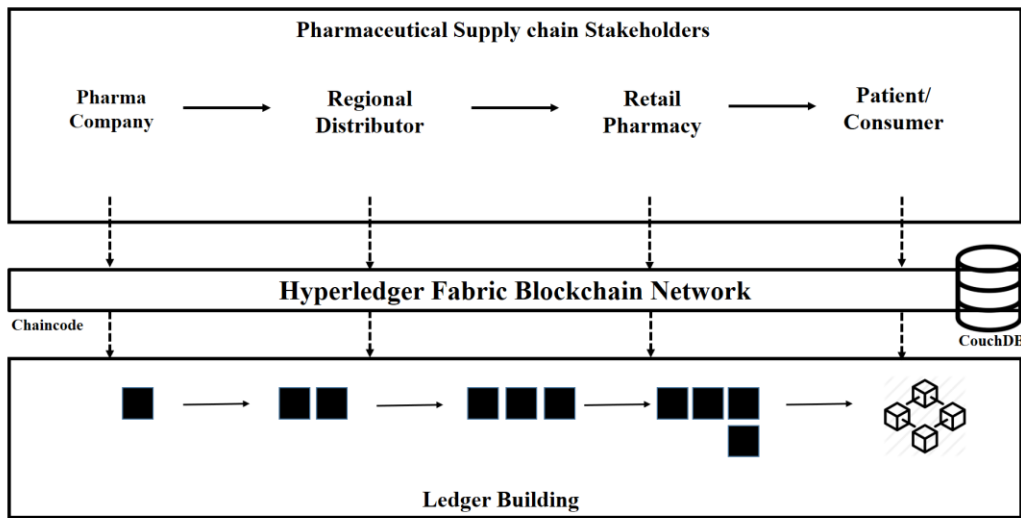 Pharmaceutical Supply chain Stakeholders
Pharma
Company
Regional
Distributor
Retail
Pharmacy
Patient/
Consumer
Hyperledger Fabric Blockchain Network
Chaincode
CouchDB
Ledger Building